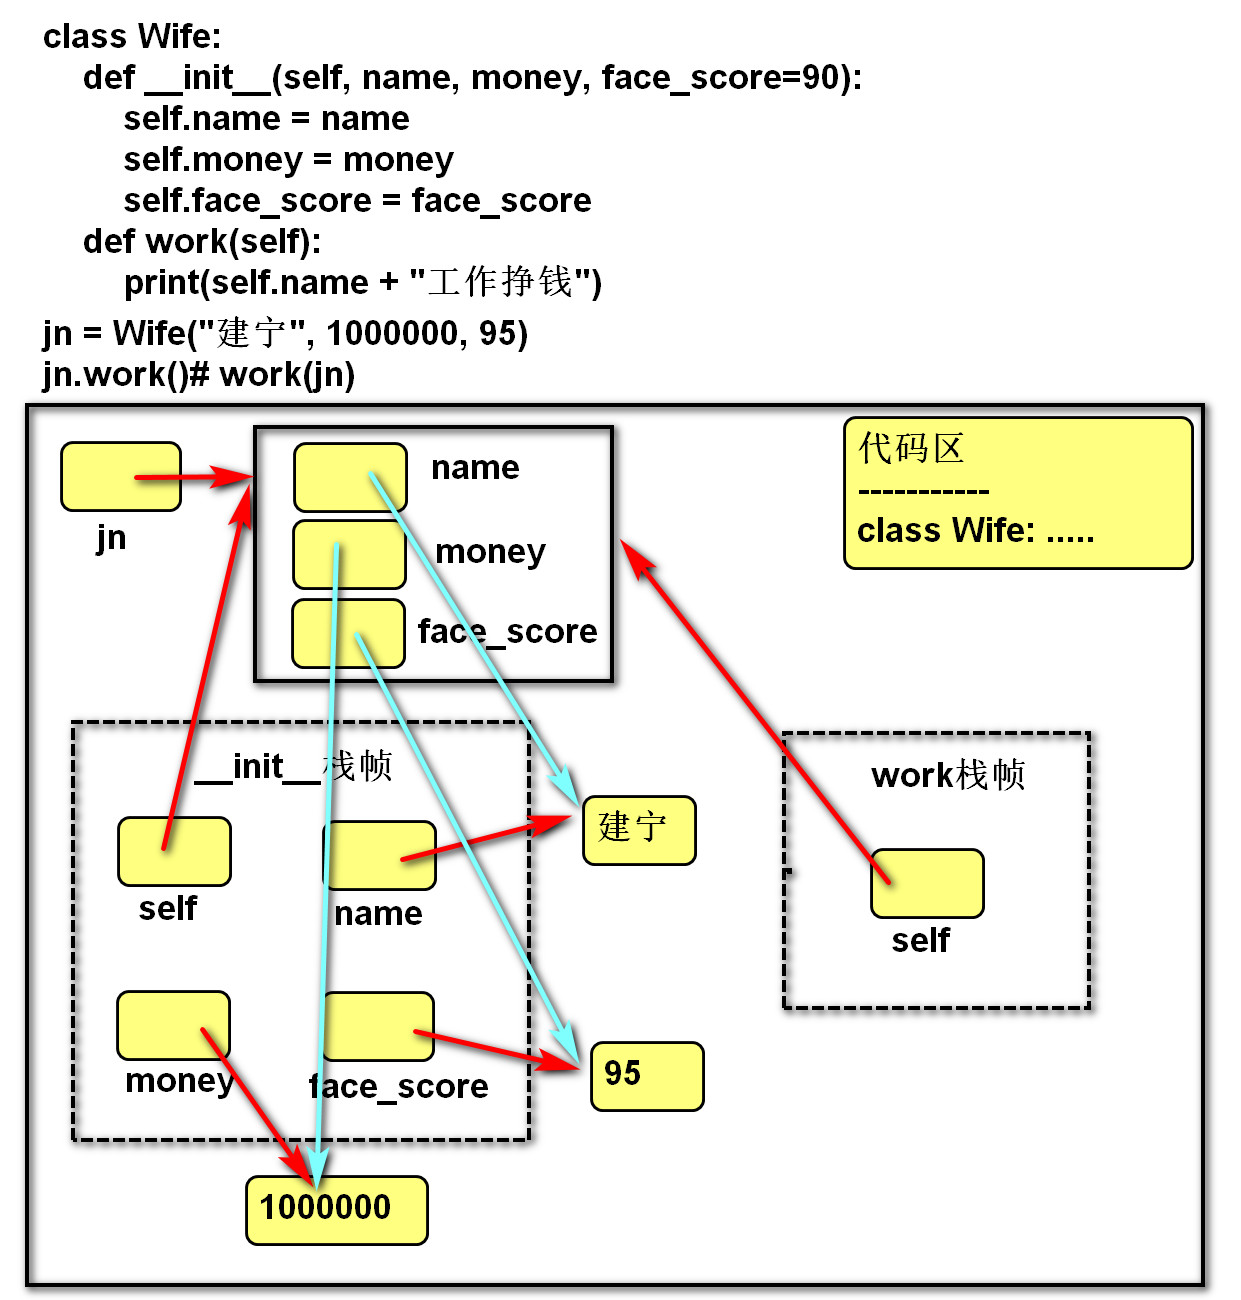 class Wife:
    def __init__(self, name, money, face_score=90):
        self.name = name
        self.money = money
        self.face_score = face_score
    def work(self):
        print(self.name + "工作挣钱")
jn = Wife("建宁", 1000000, 95)
jn.work()# work(jn)
jn
name
money
face_score
代码区
-----------
class Wife: .....
__init__栈帧
self
name
money
face_score
建宁
95
1000000
work栈帧
self